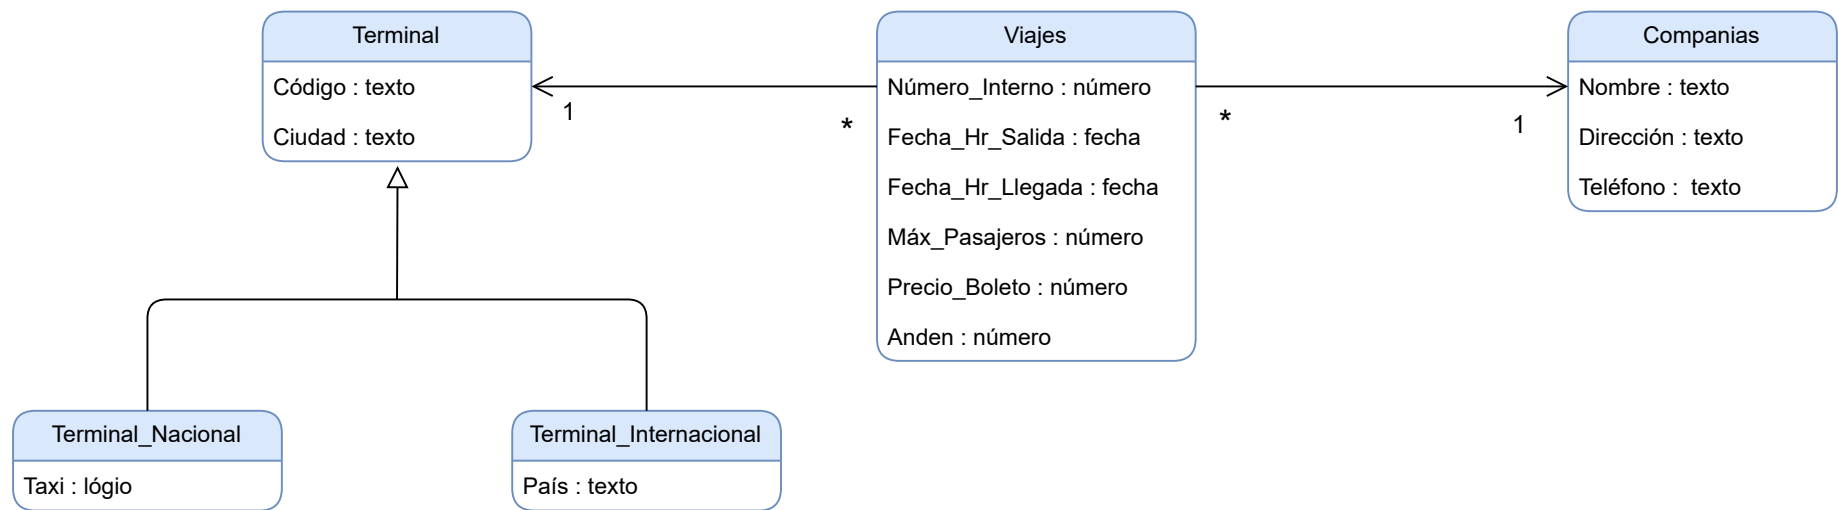 Terminal
Código : texto
Ciudad : texto
1
*
Viajes
Número_Interno : número
Fecha_Hr_Salida : fecha
Fecha_Hr_Llegada : fecha
Máx_Pasajeros : número
Precio_Boleto : número
Anden : número
*
1
Companias
Nombre : texto
Dirección : texto
Teléfono :  texto
Terminal_Nacional
Taxi : lógio
Terminal_Internacional
País : texto